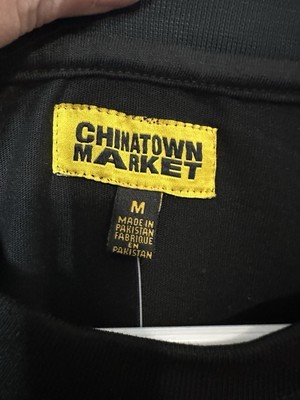 CHINATOWN
MARKET
M
MADE IN
PAKISTAN
FABRIQUE
EN
PAKISTAN